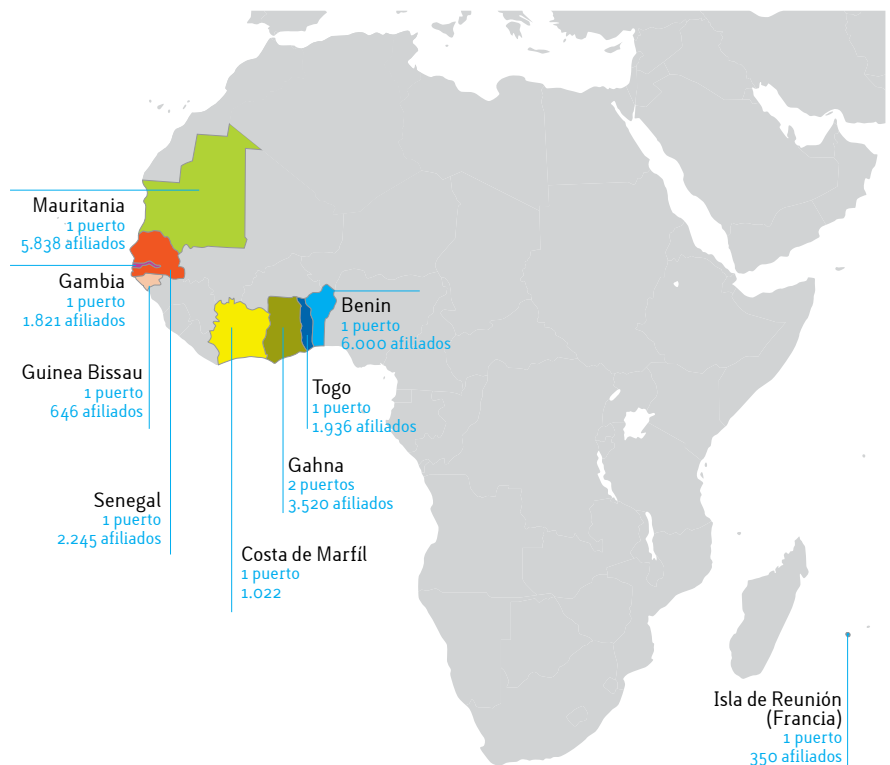 Mauritania
1 puerto
5.838 afiliados
Gambia
1 puerto
1.821 afiliados
Guinea Bissau
1 puerto
646 afiliados
Senegal
1 puerto
2.245 afiliados
Benin
1 puerto
6.000 afiliados
Togo
1 puerto
1.936 afiliados
Gahna
2 puertos
3.520 afiliados
Costa de Marfíl
1 puerto
1.022
Isla de Reunión
(Francia)
1 puerto
350 afiliados